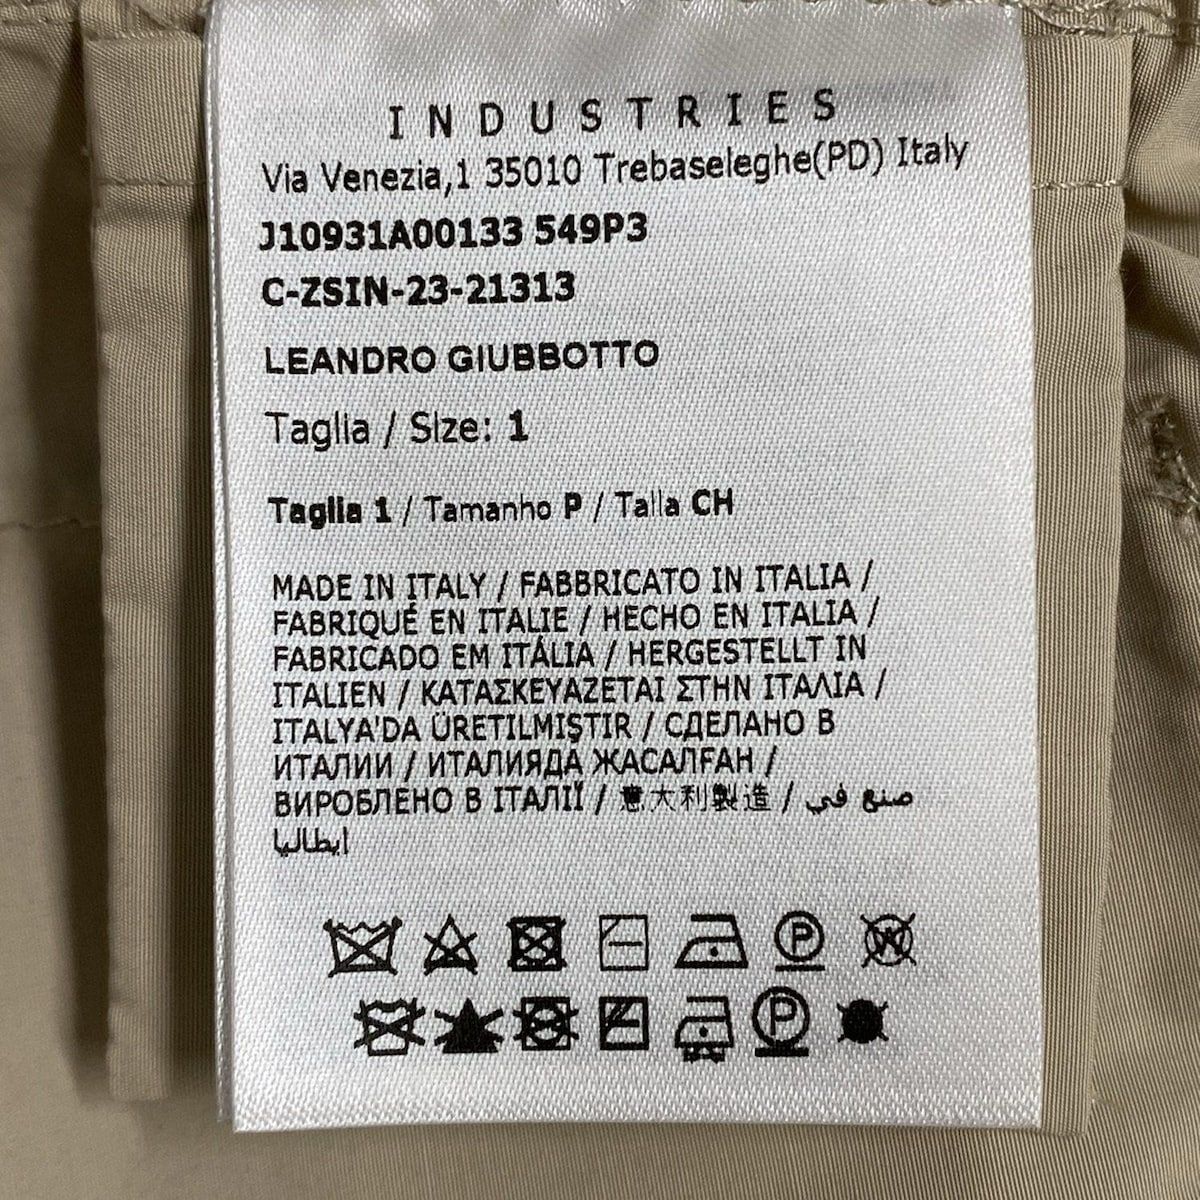 INDUSTRIES
Via Venezia,1 35010 Trebaseleghe(PD) Italy
J10931A00133 549P3
C-ZSIN-23-21313
LEANDRO GIUBBOTTO
Taglia / Size: 1
Taglia 1 / Tamanho P / Talla CH
MADE IN ITALY / FABBRICATO IN ITALIA /
FABRIQUÉ EN ITALIE / HECHO EN ITALIA /
FABRICADO EM ITÁLIA / HERGESTELLT IN
ITALIEN / ΚΑΤΑΣΚΕΥΑΖΕΤΑΙ ΣΤΗΝ ΙΤΑΛΙΑ /
ITALYA'DA ÜRETILMIŞTIR / СДЕЛАНО В
ИТАЛИИ / ИТАЛИЯДА ЖАСАЛҒАН /
ВИРОБЛЕНО В ІТАЛІЇ / 意大利製造 / صنع في
ايطاليا
P W
P